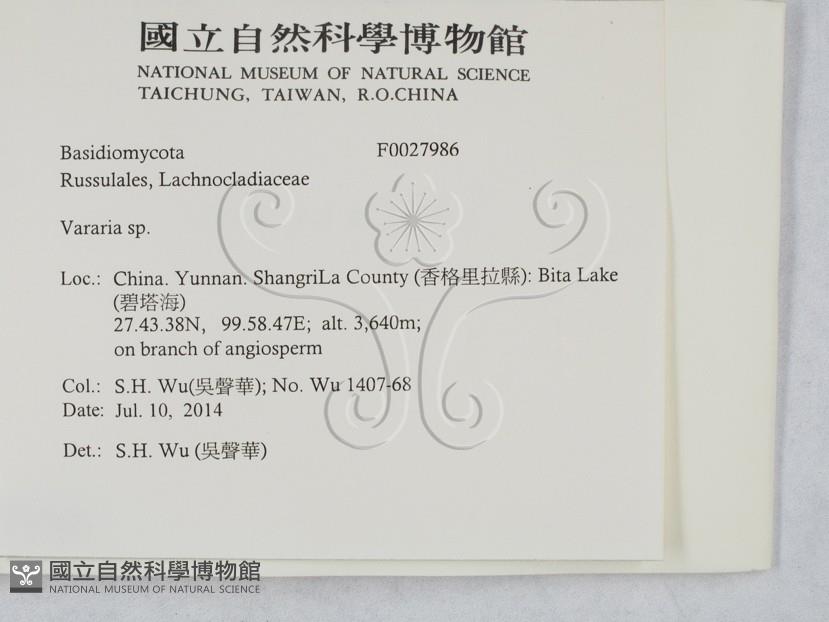 國立自然科學博物館
NATIONAL MUSEUM OF NATURAL SCIENCE
TAICHUNG, TAIWAN, R.O.CHINA
Basidiomycota F0027986
Russulales, Lachnocladiaceae
Vararia sp.
Loc.: China. Yunnan. ShangriLa County (香格里拉縣): Bita Lake
(碧塔海)
27.43.38N, 99.58.47E; alt. 3,640m;
on branch of angiosperm
Col.: S.H. Wu(吳聲華); No. Wu 1407-68
Date: Jul. 10, 2014
Det.: S.H. Wu (吳聲華)
國立自然科學博物館
NATIONAL MUSEUM OF NATURAL SCIENCE